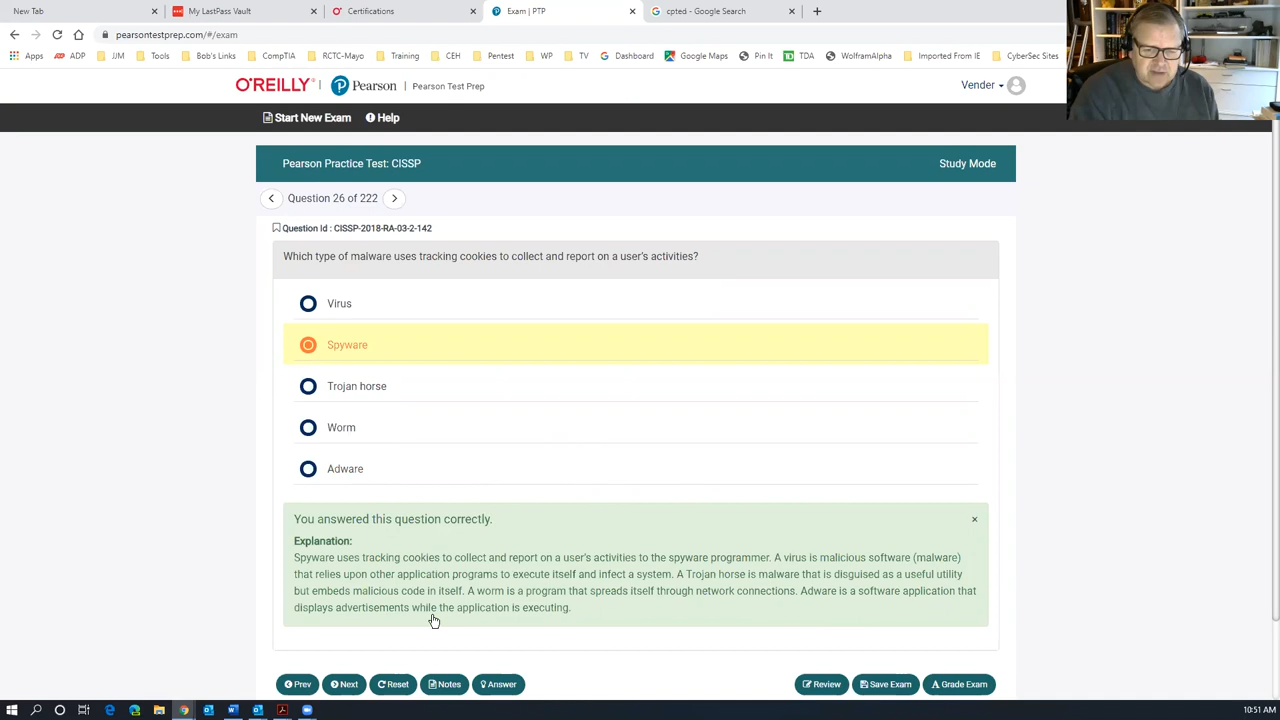 New Tab
My LastPass Vault
Certifications
Exam | PTP
cpted - Google Search
pearsontestprep.com/#/exam
Apps ADP JJM Tools Bob's Links CompTIA RCTC-Mayo Training CEH Pentest WP TV Dashboard Google Maps Pin It TDA WolframAlpha Imported From IE CyberSec Sites
O'REILLY | Pearson | Pearson Test Prep
Vender
Start New Exam Help
Pearson Practice Test: CISSP Study Mode
Question 26 of 222
Question Id : CISSP-2018-RA-03-2-142
Which type of malware uses tracking cookies to collect and report on a user's activities?
Virus
Spyware
Trojan horse
Worm
Adware
You answered this question correctly.
Explanation:
Spyware uses tracking cookies to collect and report on a user's activities to the spyware programmer. A virus is malicious software (malware)
that relies upon other application programs to execute itself and infect a system. A Trojan horse is malware that is disguised as a useful utility
but embeds malicious code in itself. A worm is a program that spreads itself through network connections. Adware is a software application that
displays advertisements while the application is executing.
Prev Next Reset Notes Answer Review Save Exam Grade Exam
10:51 AM